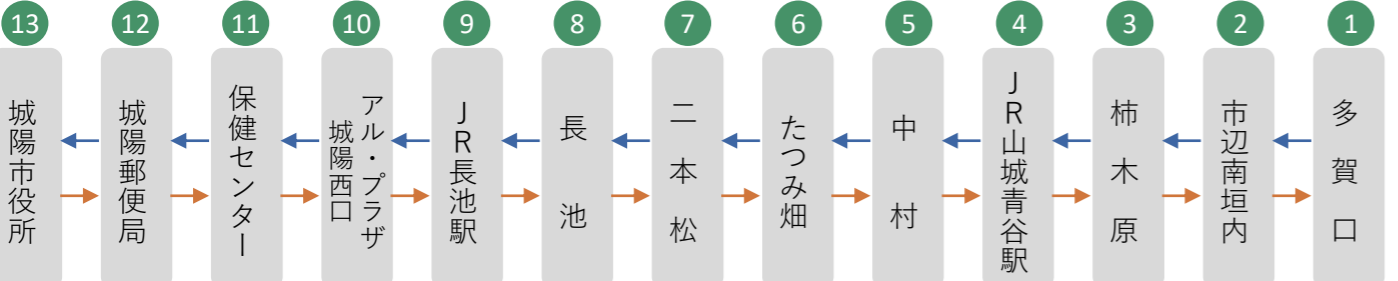 13
12
11
10
9
8
7
6
5
4
3
2
1
城陽市役所
城陽郵便局
保健センター
アル・プラザ
城陽西口
JR長池駅
長池
二本松
たつみ畑
中村
JR山城青谷駅
柿木原
市辺南垣内
多賀口